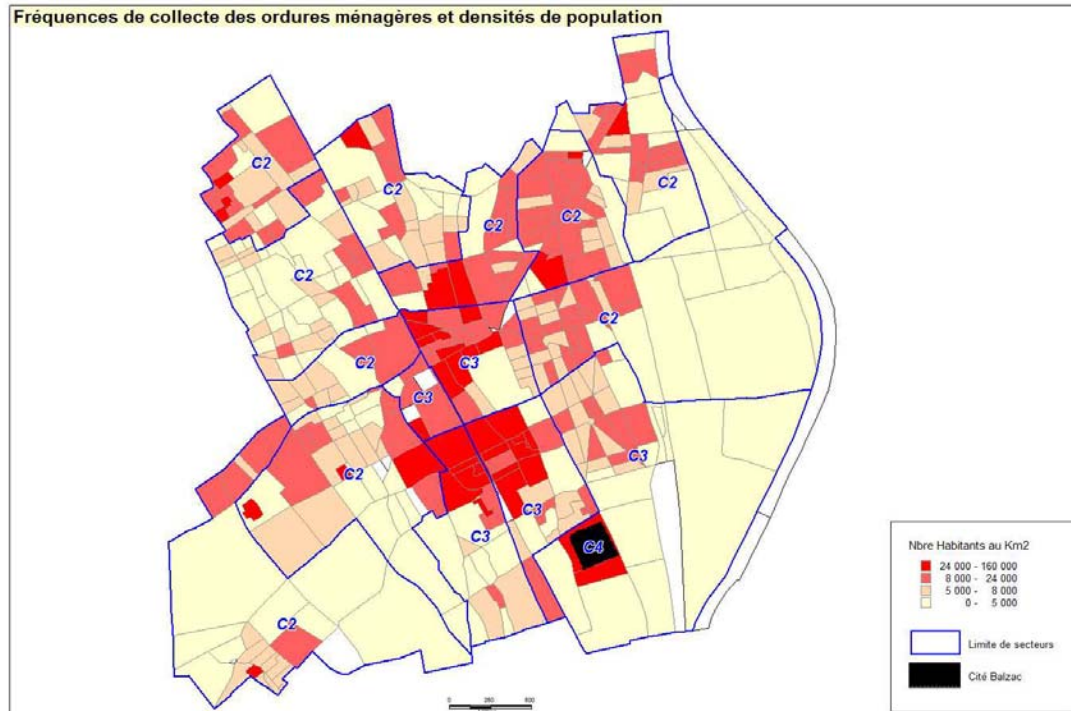 Fréquences de collecte des ordures ménagères et densités de population
C2
C2
C2
C2
C2
C2
C2
C2
C3
C3
C3
C2
C3
C3
C4
C2
Nbre Habitants au Km2
24 000 - 160 000
8 000 - 24 000
5 000 - 8 000
0 - 5 000
Limite de secteurs
Cité Balzac
0